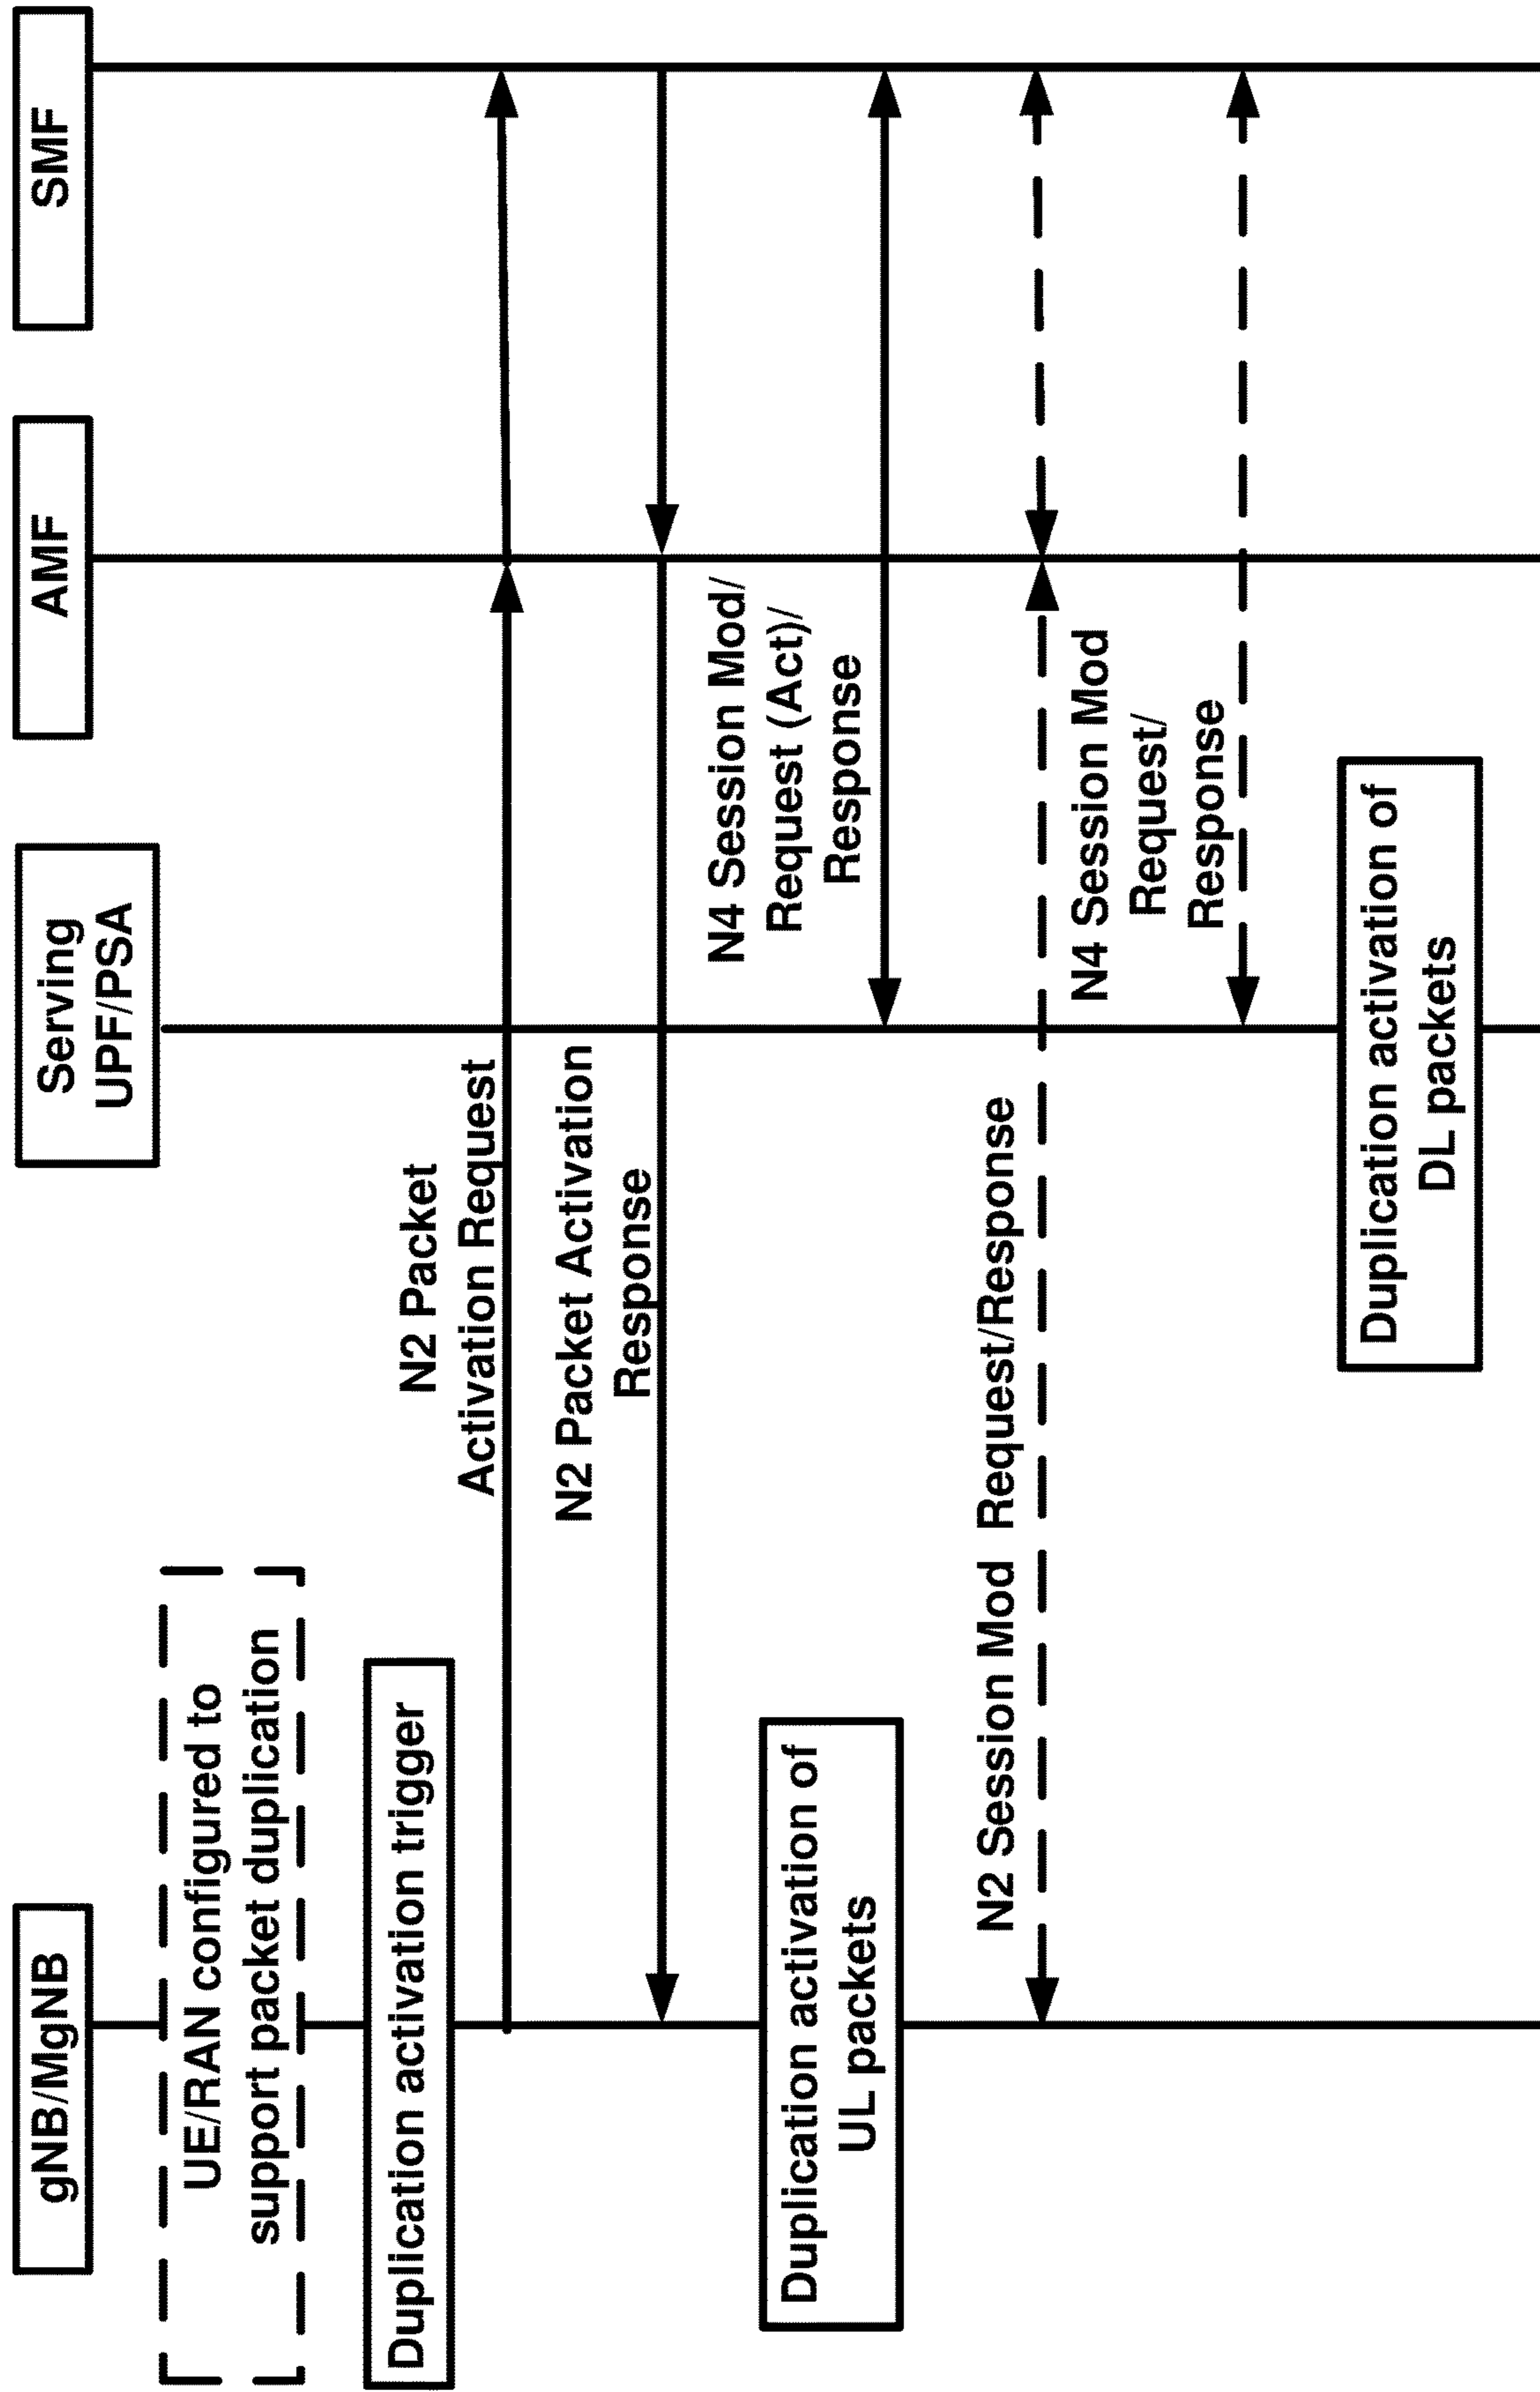 gNB/MgNB
Serving
UPF/PSA
AMF
SMF
UE/RAN configured to
support packet duplication
Duplication activation trigger
N2 Packet
Activation Request
N2 Packet Activation
Response
N4 Session Mod/
Request (Act)/
Response
Duplication activation of
UL packets
N2 Session Mod Request/Response
N4 Session Mod
Request/
Response
Duplication activation of
DL packets